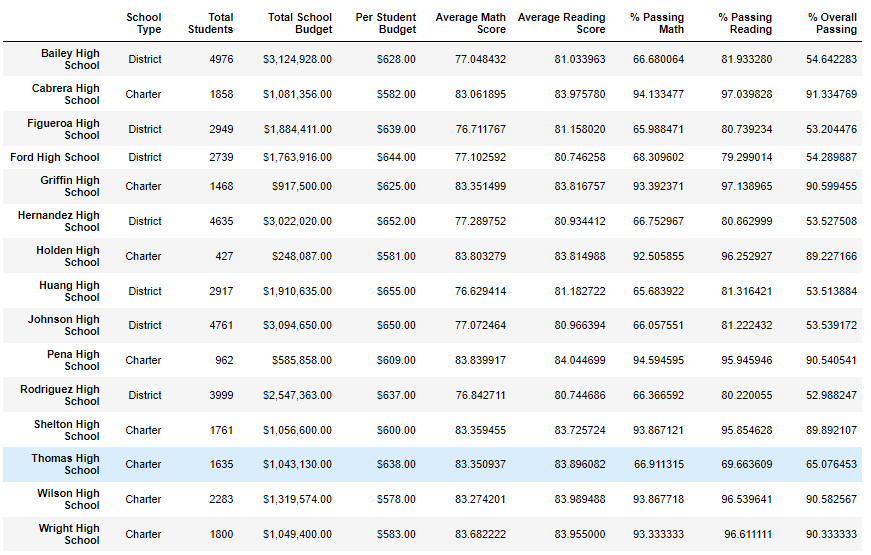 School Type Total Students Total School Budget Per Student Budget Average Math Score Average Reading Score % Passing Math % Passing Reading % Overall Passing
Bailey High School District 4976 $3,124,928.00 $628.00 77.048432 81.033963 66.680064 81.933280 54.642283
Cabrera High School Charter 1858 $1,081,356.00 $582.00 83.061895 83.975780 94.133477 97.039828 91.334769
Figueroa High School District 2949 $1,884,411.00 $639.00 76.711767 81.158020 65.988471 80.739234 53.204476
Ford High School District 2739 $1,763,916.00 $644.00 77.102592 80.746258 68.309602 79.299014 54.289887
Griffin High School Charter 1468 $917,500.00 $625.00 83.351499 83.816757 93.392371 97.138965 90.599455
Hernandez High School District 4635 $3,022,020.00 $652.00 77.289752 80.934412 66.752967 80.862999 53.527508
Holden High School Charter 427 $248,087.00 $581.00 83.803279 83.814988 92.505855 96.252927 89.227166
Huang High School District 2917 $1,910,635.00 $655.00 76.629414 81.182722 65.683922 81.316421 53.513884
Johnson High School District 4761 $3,094,650.00 $650.00 77.072464 80.966394 66.057551 81.222432 53.539172
Pena High School Charter 962 $585,858.00 $609.00 83.839917 84.044699 94.594595 95.945946 90.540541
Rodriguez High School District 3999 $2,547,363.00 $637.00 76.842711 80.744686 66.366592 80.220055 52.988247
Shelton High School Charter 1761 $1,056,600.00 $600.00 83.359455 83.725724 93.867121 95.854628 89.892107
Thomas High School Charter 1635 $1,043,130.00 $638.00 83.350937 83.896082 66.911315 69.663609 65.076453
Wilson High School Charter 2283 $1,319,574.00 $578.00 83.274201 83.989488 93.867718 96.539641 90.582567
Wright High School Charter 1800 $1,049,400.00 $583.00 83.682222 83.955000 93.333333 96.611111 90.333333